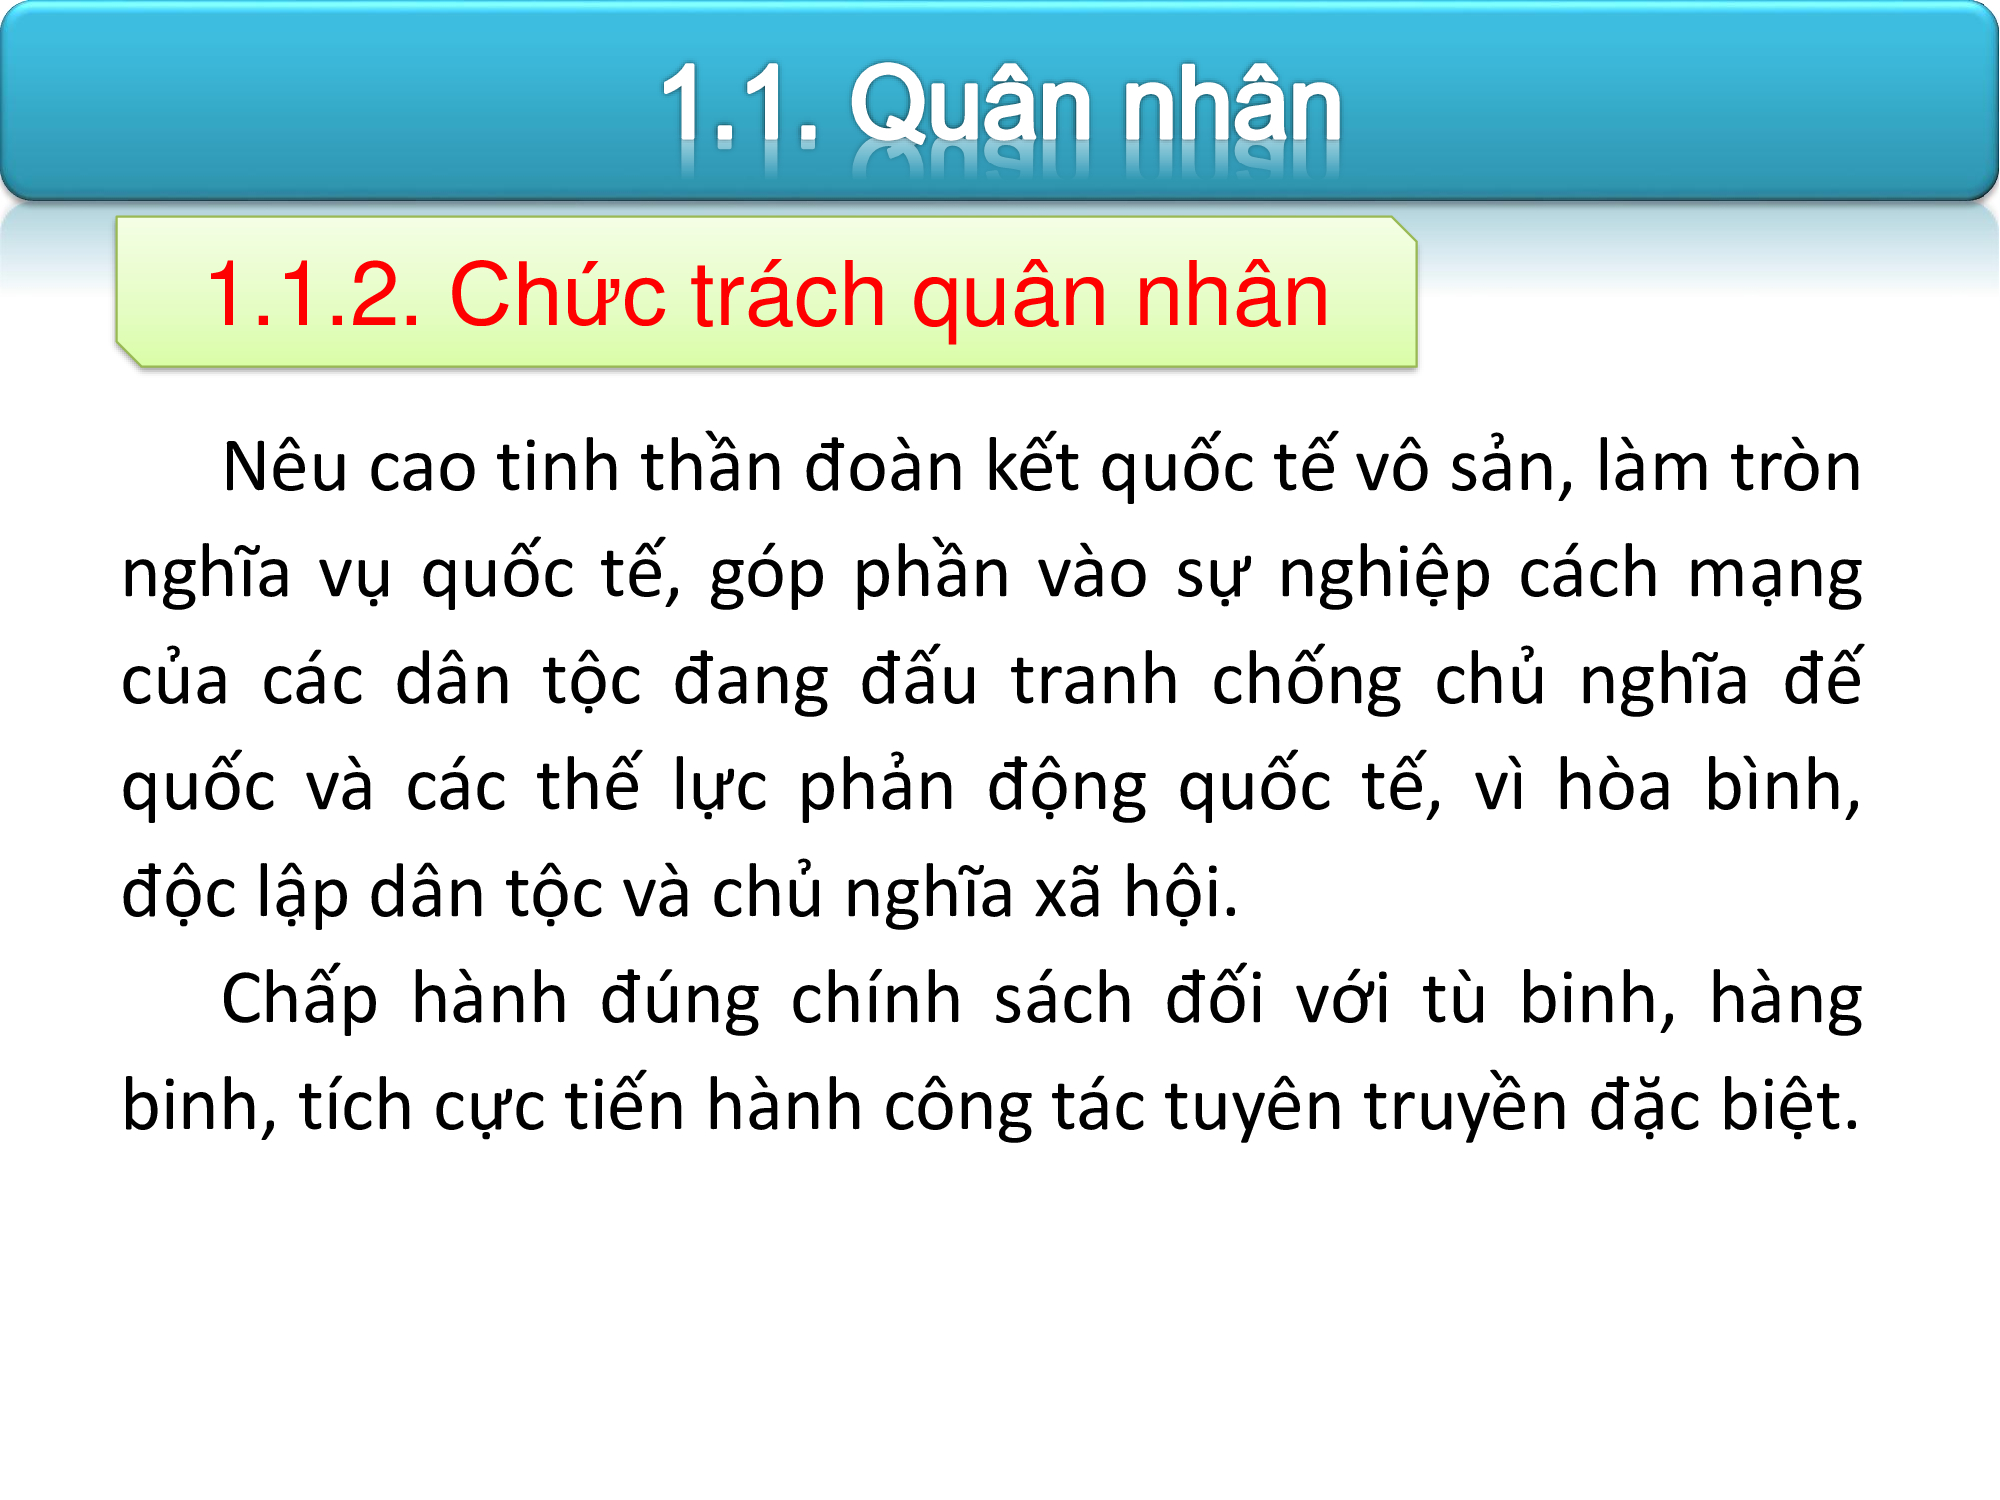 1.1. Quân nhân
1.1.2. Chức trách quân nhân
Nêu cao tinh thần đoàn kết quốc tế vô sản, làm tròn
nghĩa vụ quốc tế, góp phần vào sự nghiệp cách mạng
của các dân tộc đang đấu tranh chống chủ nghĩa đế
quốc và các thế lực phản động quốc tế, vì hòa bình,
độc lập dân tộc và chủ nghĩa xã hội.
Chấp hành đúng chính sách đối với tù binh, hàng
binh, tích cực tiến hành công tác tuyên truyền đặc biệt.